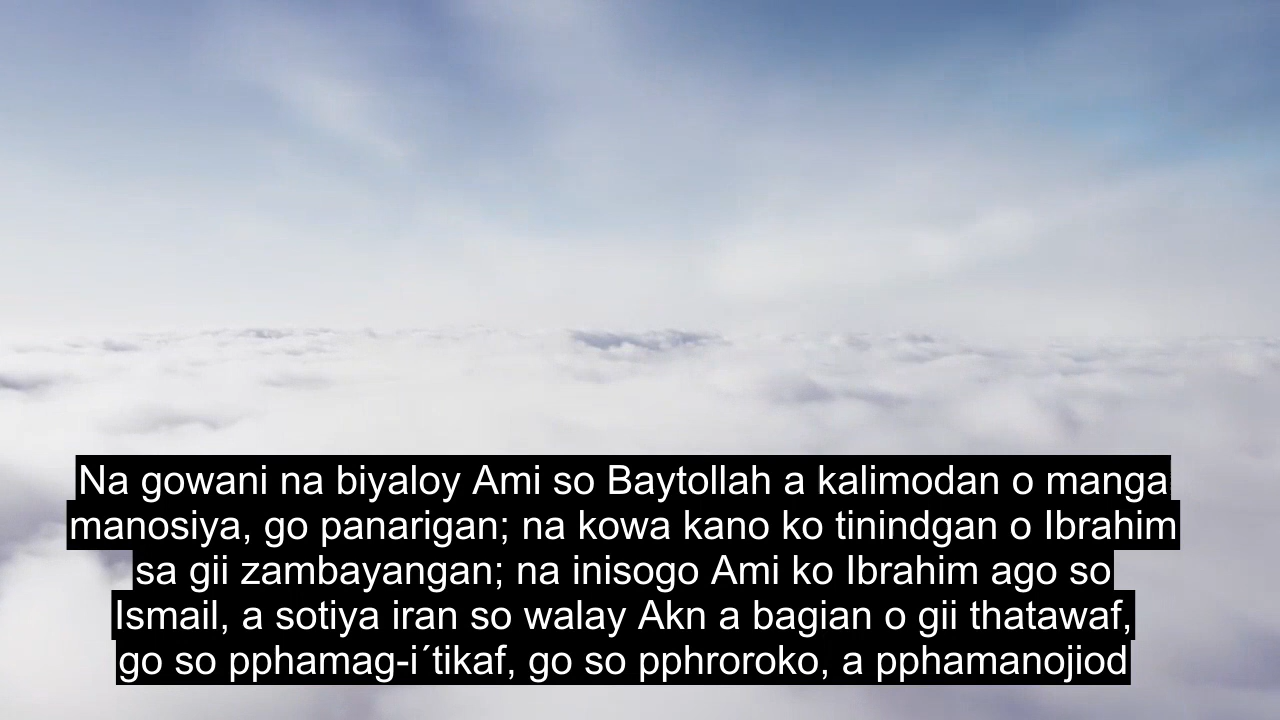 Na gowani na biyaloy Ami so Baytollah a kalimodan o manga
manosiya, go panarigan; na kowa kano ko tinindgan o Ibrahim
sa gii zambayangan; na inisogo Ami ko Ibrahim ago so
Ismail, a sotiya iran so walay Akn a bagian o gii thatawaf,
go so pphamag-i´tikaf, go so pphroroko, a pphamanojiod